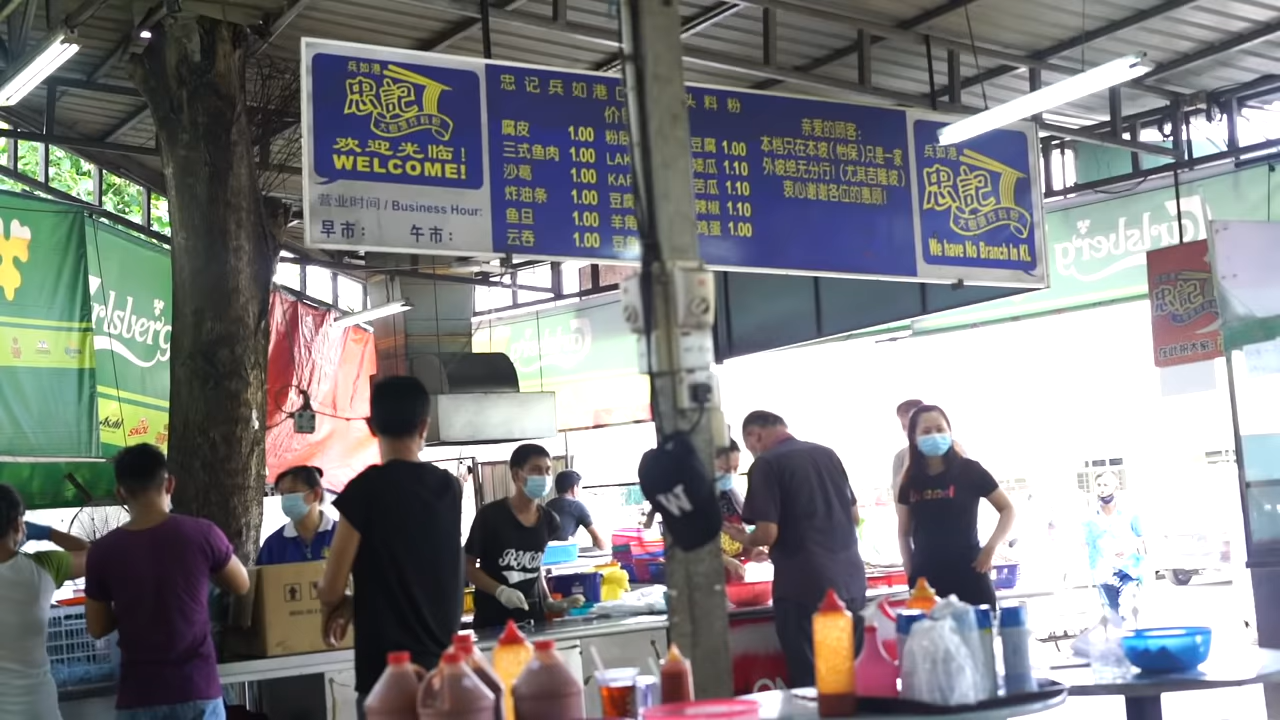 兵如港
忠記
大樹頭炸料粉
欢迎光临!
WELCOME!
营业时间 / Business Hour:
早市: 午市:
忠记兵如港
头料粉
腐皮 1.00
三式鱼肉 1.00
沙葛 1.00
炸油条 1.00
鱼旦 1.00
云吞 1.00
豆腐 1.00
矮瓜 1.10
苦瓜 1.10
辣椒 1.10
鸡蛋 1.00
亲爱的顾客:
本档只在本坡(怡保)只是一家
外坡绝无分行!(尤其吉隆坡)
衷心谢谢各位的惠顾!
兵如港
忠記
大樹頭炸料粉
We have No Branch In KL
Carlsberg
Carlsberg
Asahi
SKOL
忠記
W